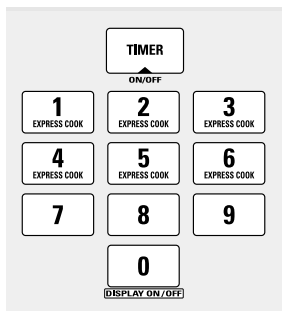 TIMER
ON/OFF
1 2 3
EXPRESS COOK EXPRESS COOK EXPRESS COOK
4 5 6
EXPRESS COOK EXPRESS COOK EXPRESS COOK
7 8 9
0
DISPLAY ON/OFF